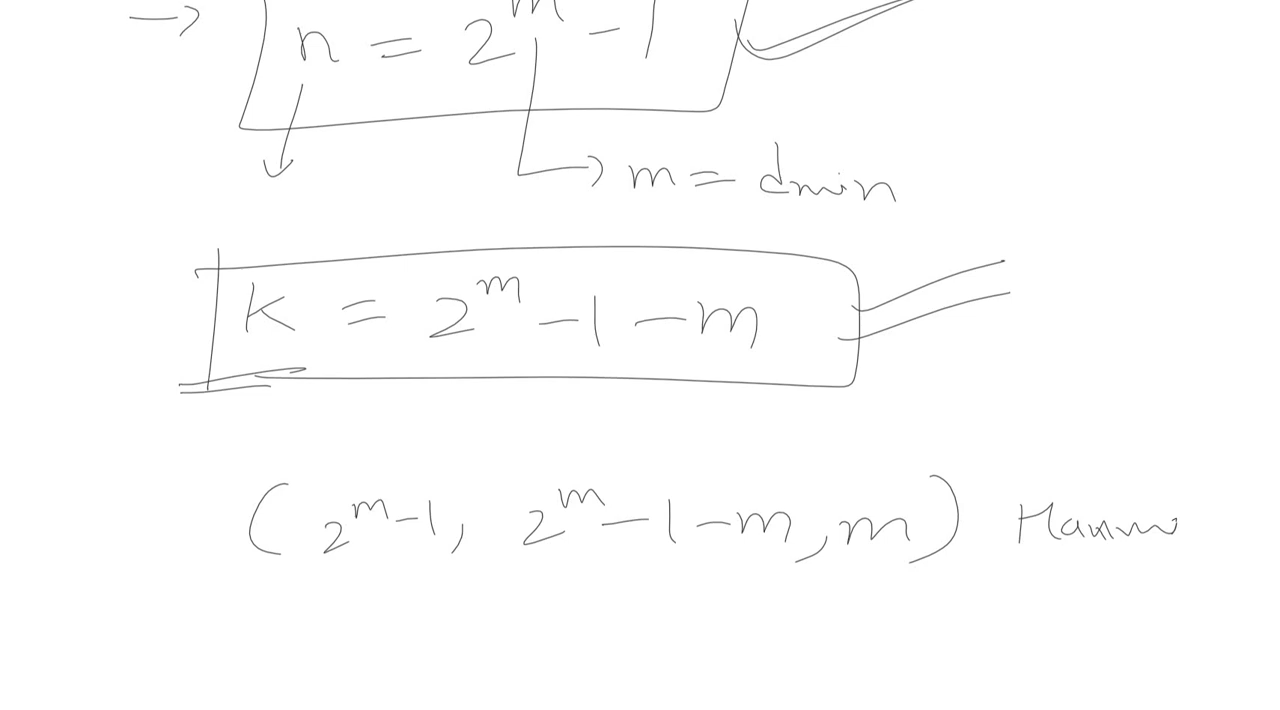 → n = 2^m - 1
→ m = dmin
K = 2^m - 1 - m
(2^m-1, 2^m-1-m, m)